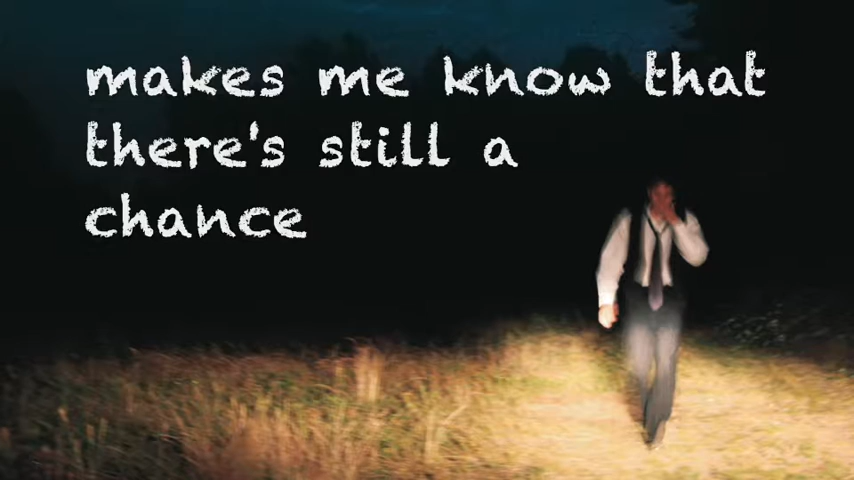 makes me know that
there's still a
chance